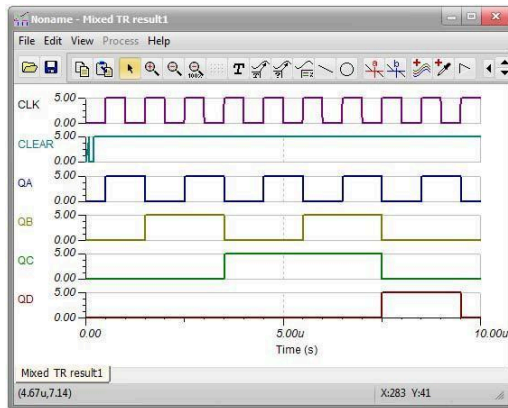 Noname - Mixed TR result1
File Edit View Process Help
T
a b
CLK 5.00
0.00
CLEAR 5.00
0.00
QA 5.00
0.00
QB 5.00
0.00
QC 5.00
0.00
QD 5.00
0.00
0.00 5.00u 10.00u
Time (s)
Mixed TR result1
(4.67u,7.14) X:283 Y:41